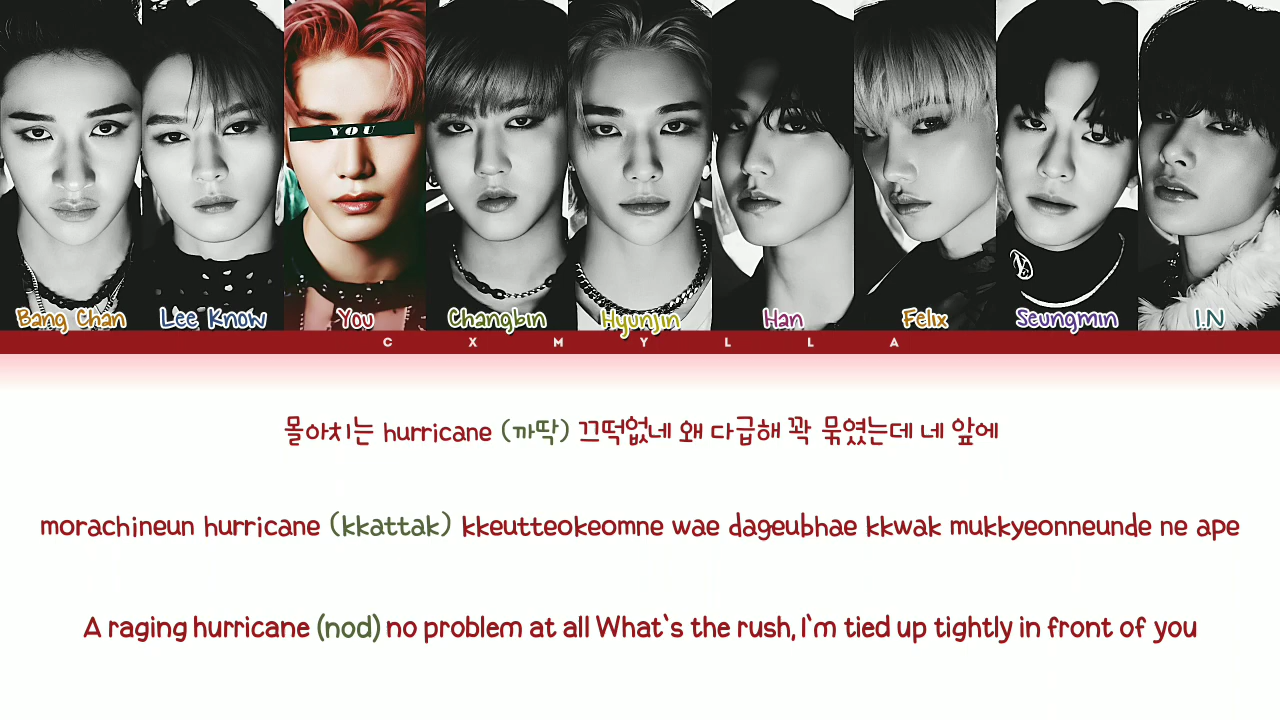 YOU
Bang Chan Lee Know You Changbin Hyunjin Han Felix Seungmin I.N
C X M Y L L A
몰아치는 hurricane (까딱) 끄떡없네 왜 다급해 꽉 묶였는데 네 앞에
morachineun hurricane (kkattak) kkeutteokeomne wae dageubhae kkwak mukkyeonneunde ne ape
A raging hurricane (nod) no problem at all What's the rush, I'm tied up tightly in front of you